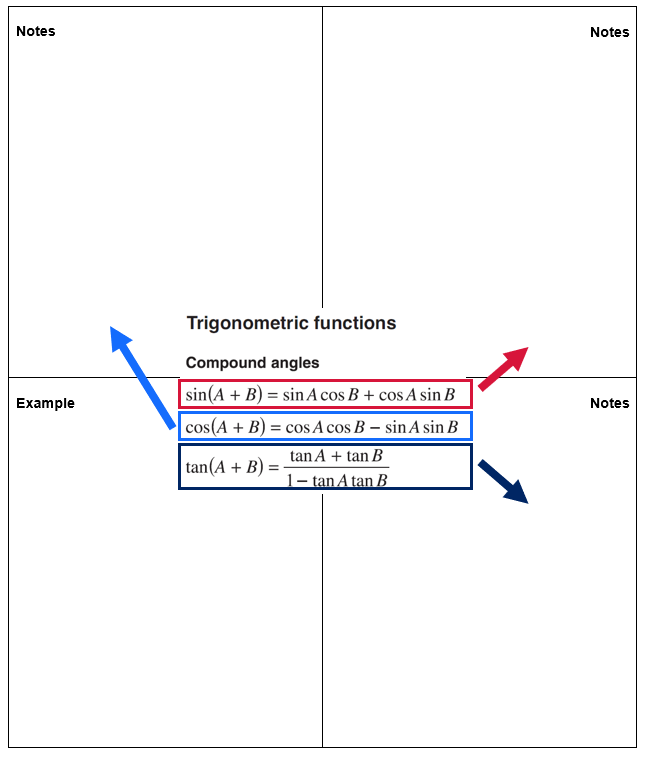 Notes
Notes
Trigonometric functions
Compound angles
sin(A + B) = sin A cos B + cos A sin B
cos(A + B) = cos A cos B − sin A sin B
tan(A + B) = \frac{tan A + tan B}{1 − tan A tan B}
Example
Notes